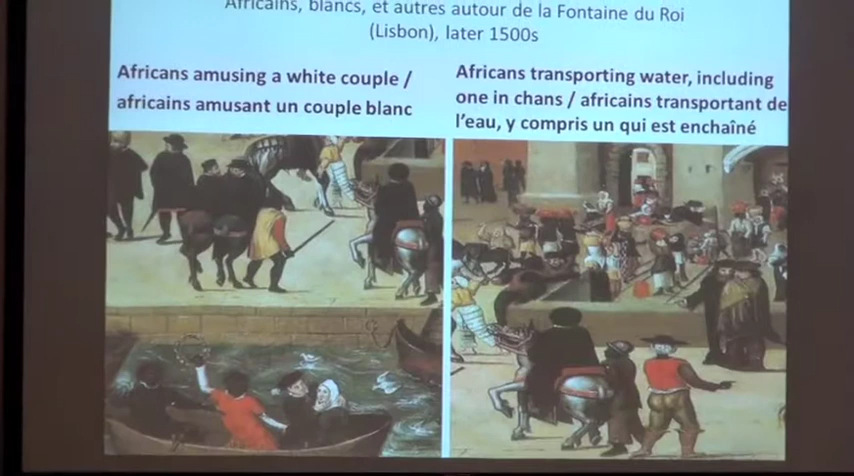 Africains, blancs, et autres autour de la Fontaine du Roi
(Lisbon), later 1500s
Africans amusing a white couple /
africains amusant un couple blanc
Africans transporting water, including
one in chans / africains transportant de
l'eau, y compris un qui est enchaîné